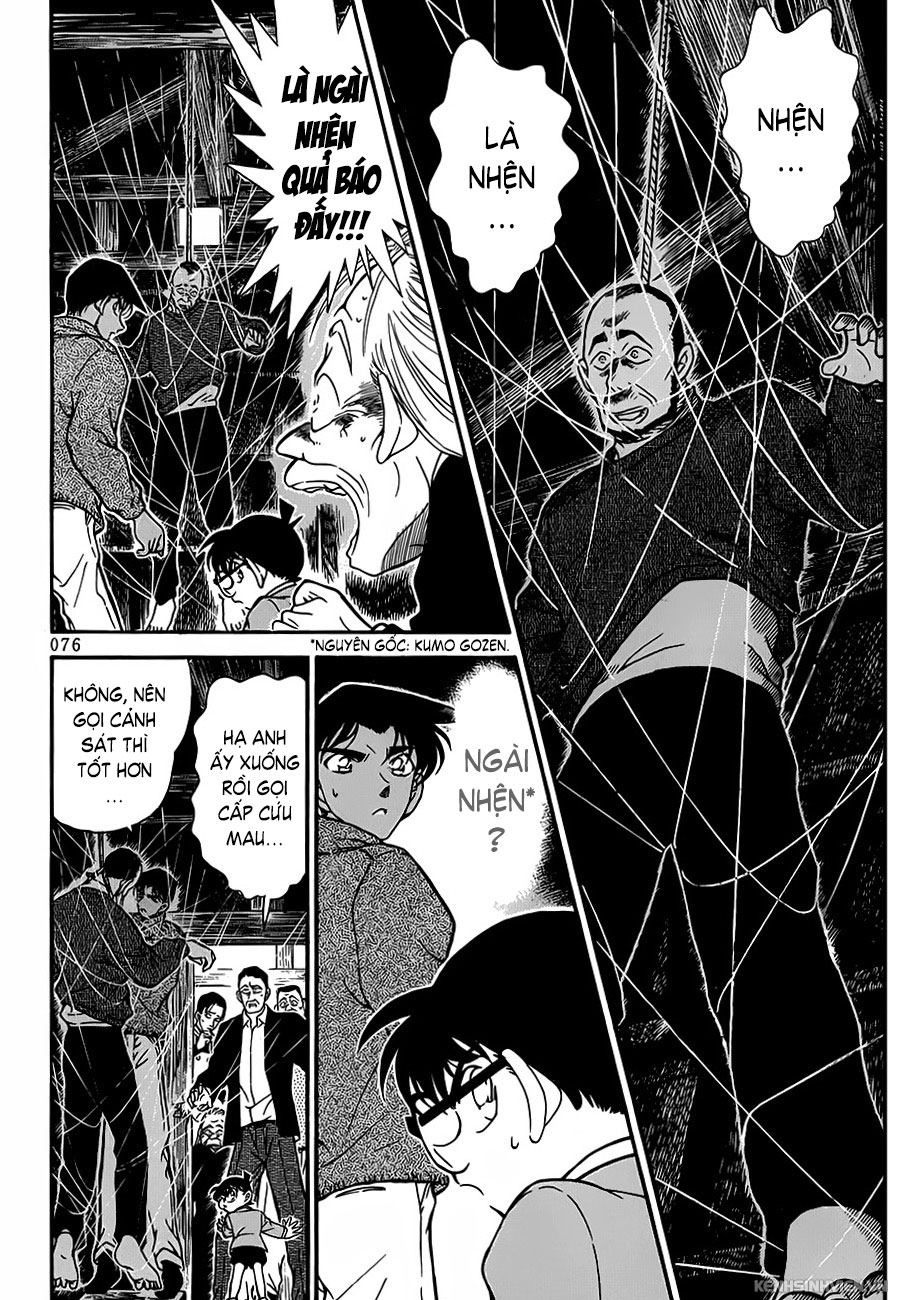 NHỆN
...
LÀ
NHỆN
...
LÀ NGÀI
NHỆN
QUẢ BÁO
ĐẤY!!!
076
*NGUYÊN GỐC: KUMO GOZEN.
NGÀI
NHỆN*
?
HẠ ANH
ẤY XUỐNG
RỒI GỌI
CẤP CỨU
MAU...
KHÔNG, NÊN
GỌI CẢNH
SÁT THÌ
TỐT HƠN
...